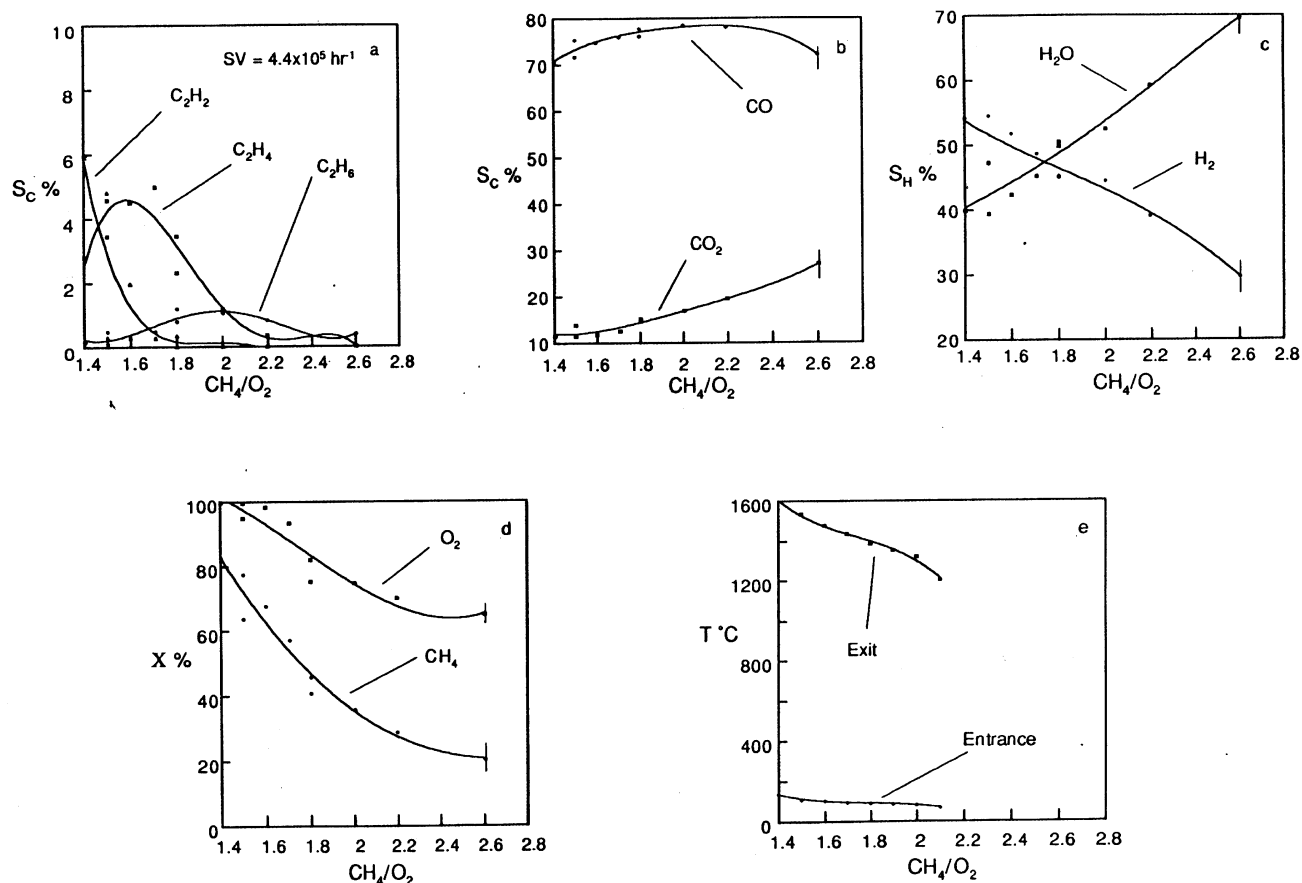 a
SV = 4.4x10⁵ hr⁻¹
C₂H₂
C₂H₄
C₂H₆
S_C %
10
8
6
4
2
0
1.4 1.6 1.8 2 2.2 2.4 2.6 2.8
CH₄/O₂
b
CO
CO₂
S_C %
80
70
60
50
40
30
20
10
1.4 1.6 1.8 2.0 2.2 2.4 2.6 2.8
CH₄/O₂
c
H₂O
H₂
S_H %
70
60
50
40
30
20
1.4 1.6 1.8 2.0 2.2 2.4 2.6 2.8
CH₄/O₂
d
O₂
CH₄
X %
100
80
60
40
20
0
1.4 1.6 1.8 2 2.2 2.4 2.6 2.8
CH₄/O₂
e
Exit
Entrance
T °C
1600
1200
800
400
0
1.4 1.6 1.8 2 2.2 2.4 2.6 2.8
CH₄/O₂